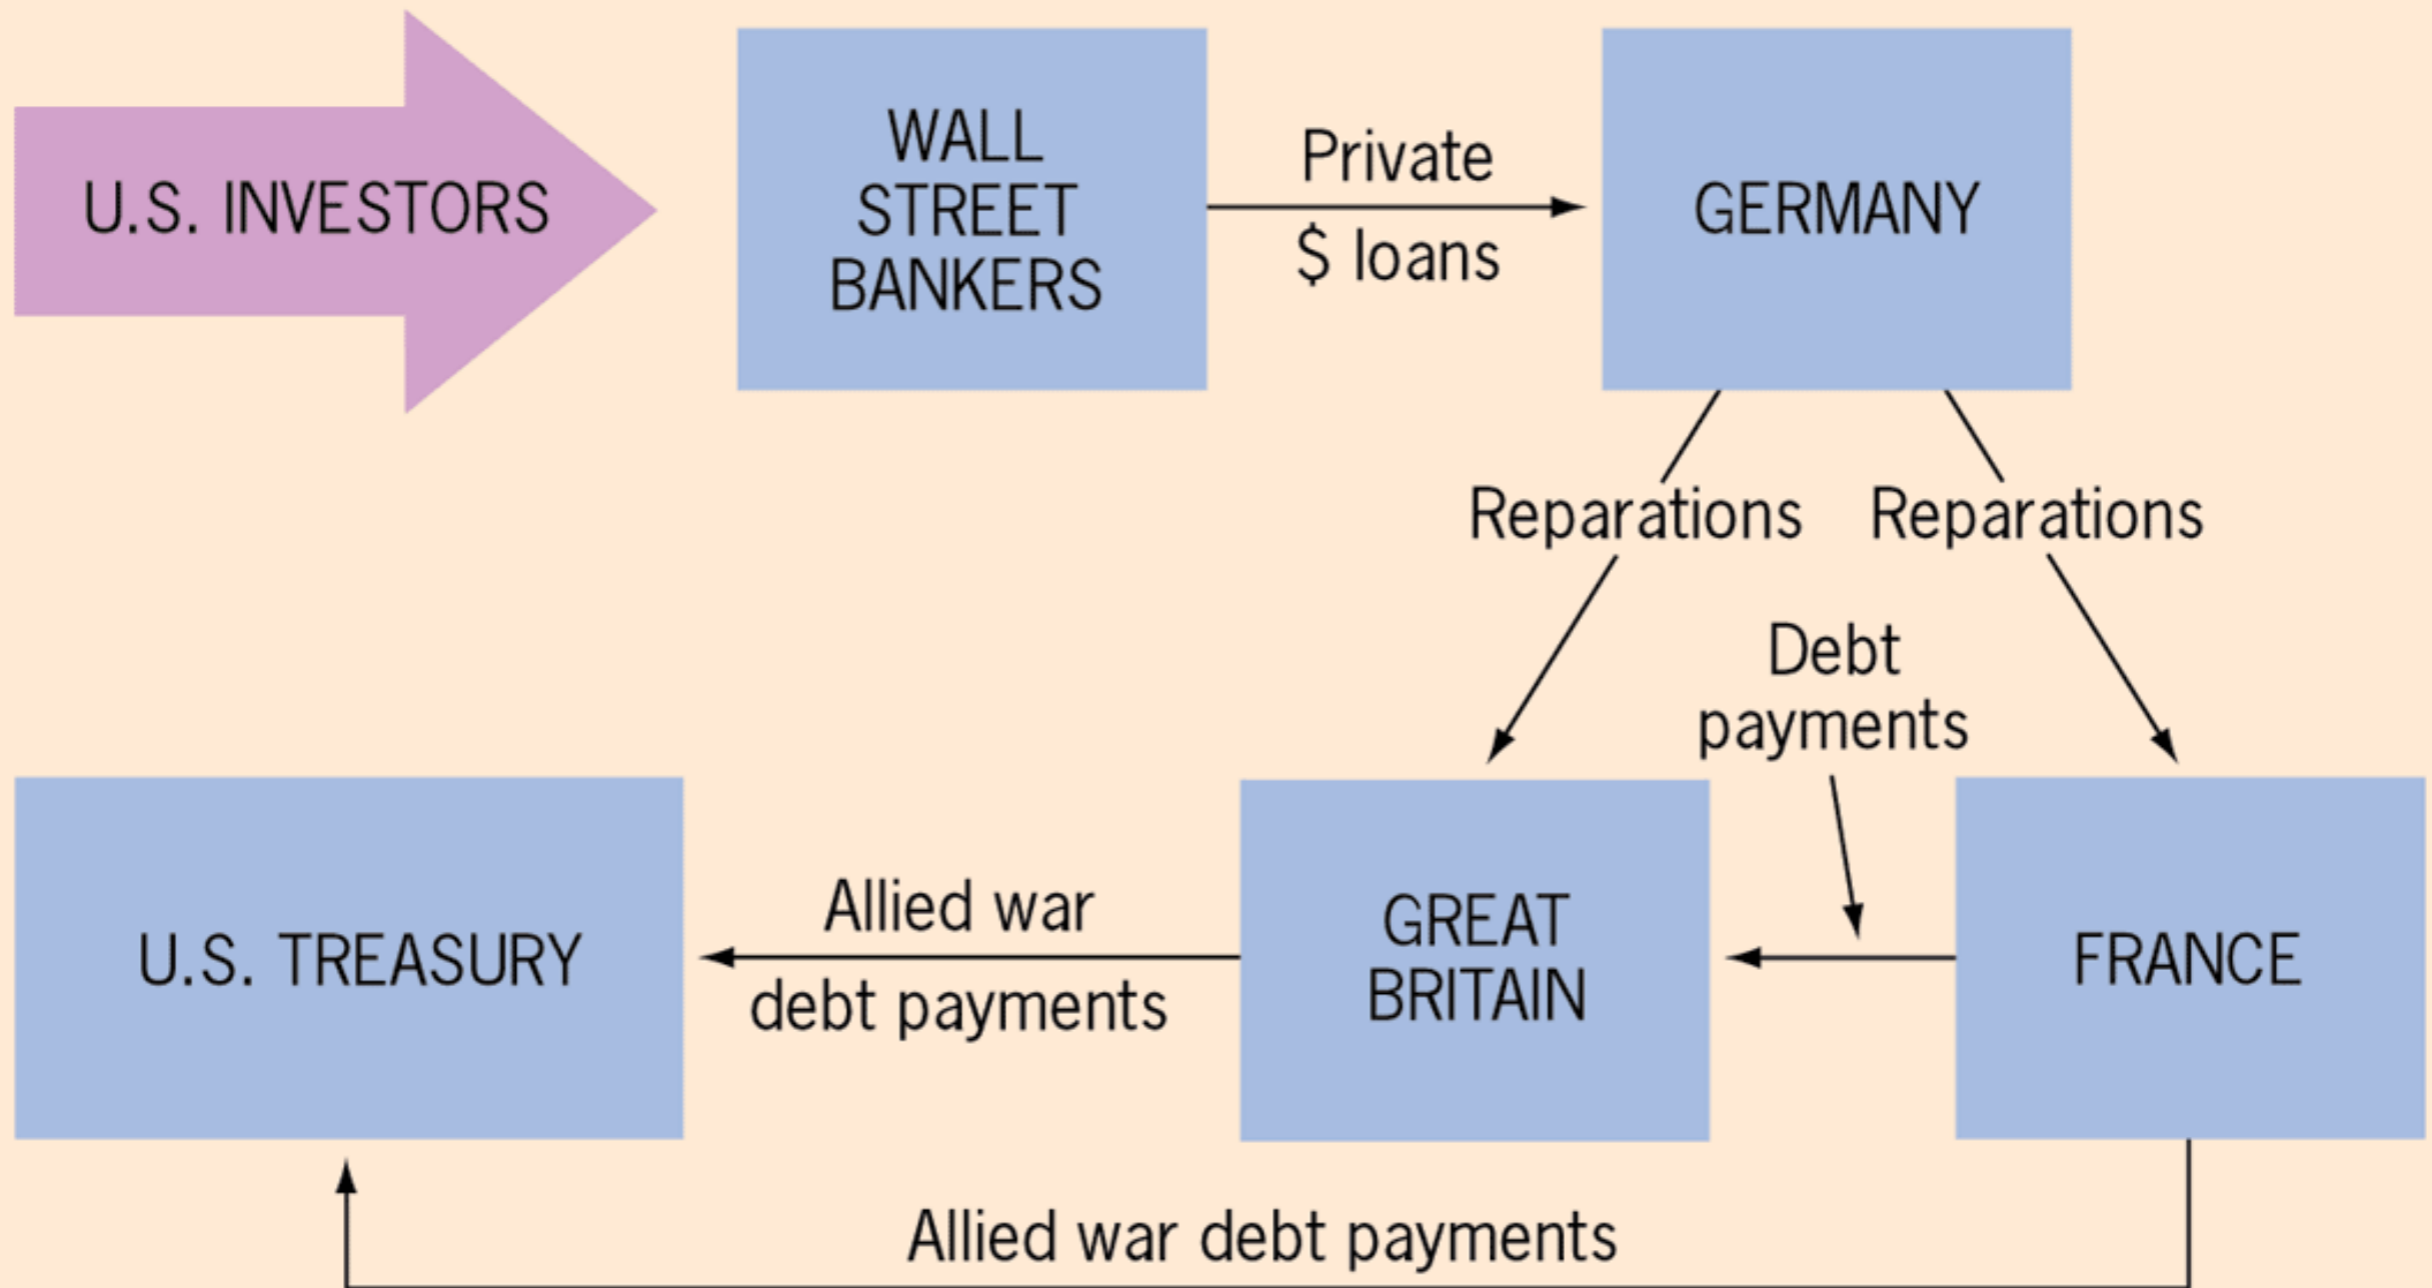 U.S. INVESTORS
WALL
STREET
BANKERS
Private
$ loans
GERMANY
Reparations
Reparations
Debt
payments
U.S. TREASURY
Allied war
debt payments
GREAT
BRITAIN
FRANCE
Allied war debt payments